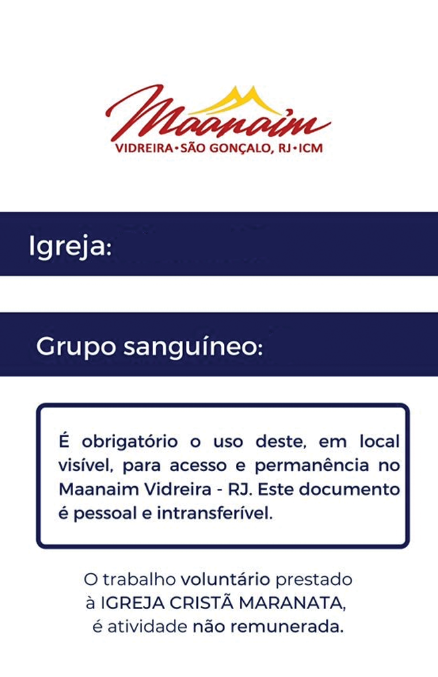 Maanaim
VIDREIRA•SÃO GONÇALO, RJ•ICM
Igreja:
Grupo sanguíneo:
É obrigatório o uso deste, em local
visível, para acesso e permanência no
Maanaim Vidreira - RJ. Este documento
é pessoal e intransferível.
O trabalho voluntário prestado
à IGREJA CRISTÃ MARANATA,
é atividade não remunerada.